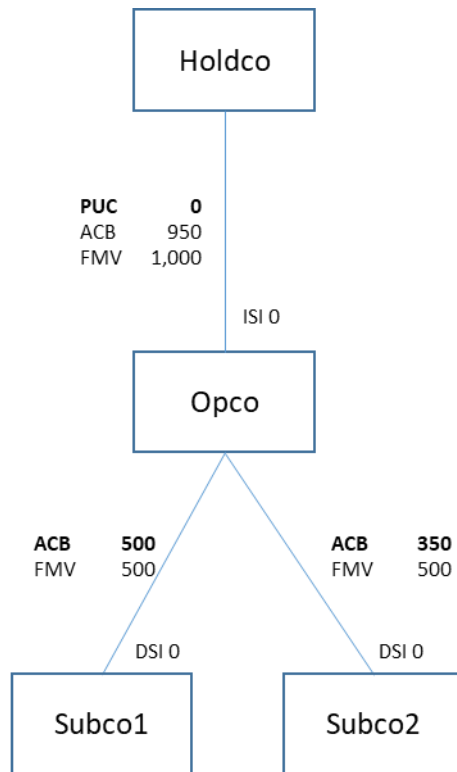 Holdco
PUC 0
ACB 950
FMV 1,000
ISI 0
Opco
ACB 500
FMV 500
ACB 350
FMV 500
DSI 0
DSI 0
Subco1
Subco2